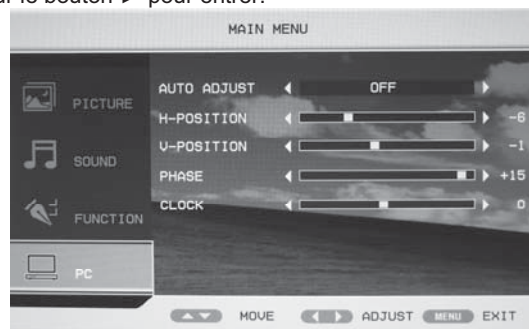 le bouton ► pour entrer.
MAIN MENU
AUTO ADJUST OFF
PICTURE
H-POSITION -6
V-POSITION -1
SOUND
PHASE +15
CLOCK 0
FUNCTION
PC
MOVE ADJUST MENU EXIT